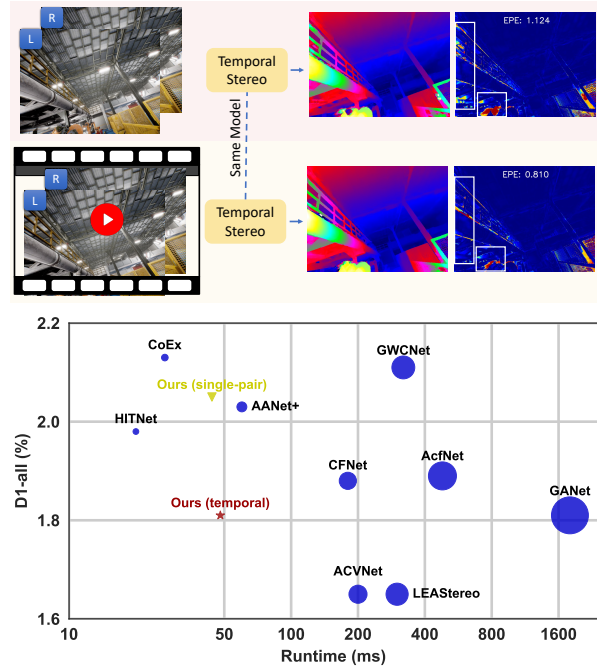 R
L
Temporal
Stereo
EPE: 1.124
Same Model
R
L
Temporal
Stereo
EPE: 0.810
2.2
2.0
1.8
1.6
D1-all (%)
CoEx
GWCNet
Ours (single-pair)
AANet+
HITNet
CFNet
AcfNet
GANet
Ours (temporal)
ACVNet
LEAStereo
10
50
100
200
400
800
1600
Runtime (ms)